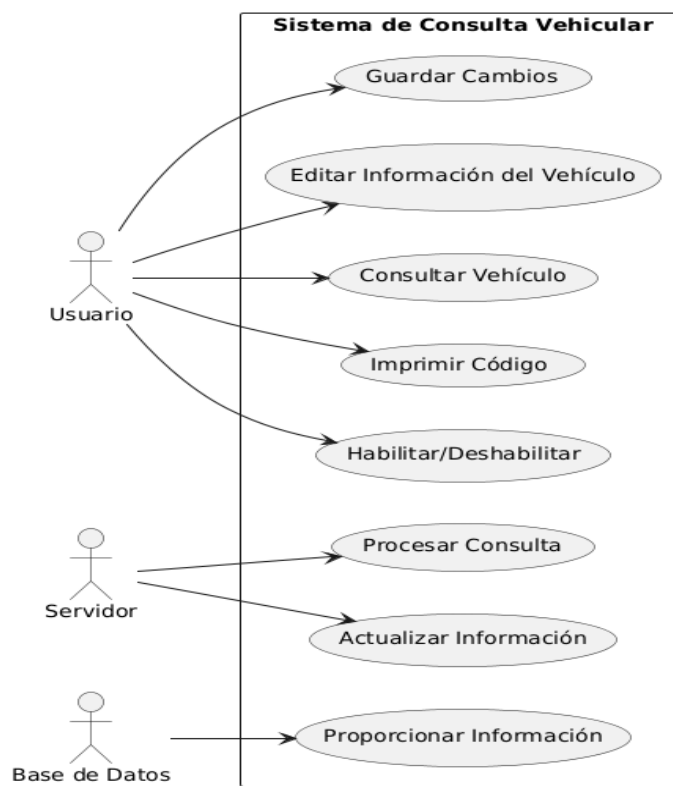 Sistema de Consulta Vehicular
Guardar Cambios
Editar Información del Vehículo
Consultar Vehículo
Usuario
Imprimir Código
Habilitar/Deshabilitar
Procesar Consulta
Servidor
Actualizar Información
Proporcionar Información
Base de Datos